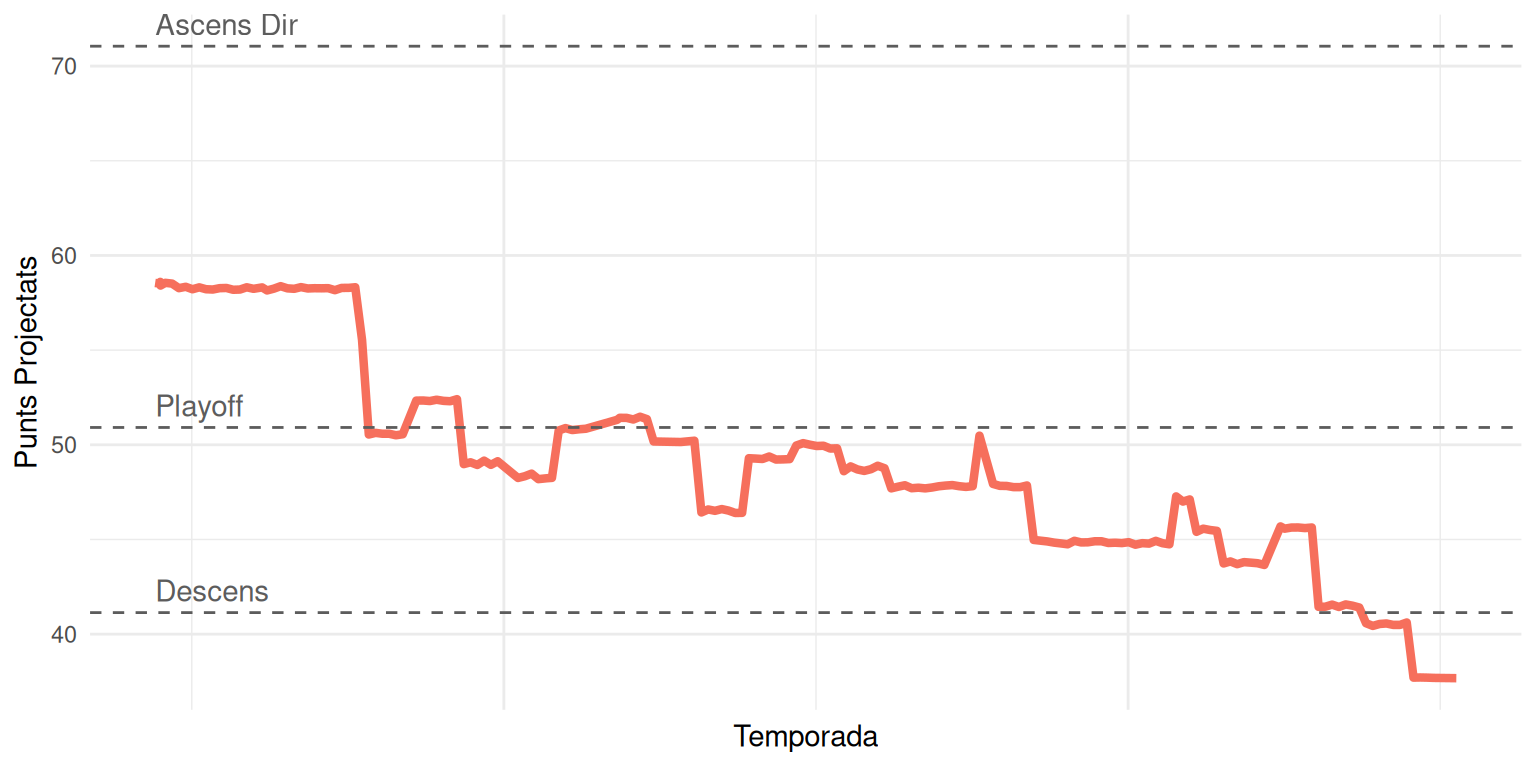 Ascens Dir
70
60
Playoff
50
Descens
40
Punts Projectats
Temporada